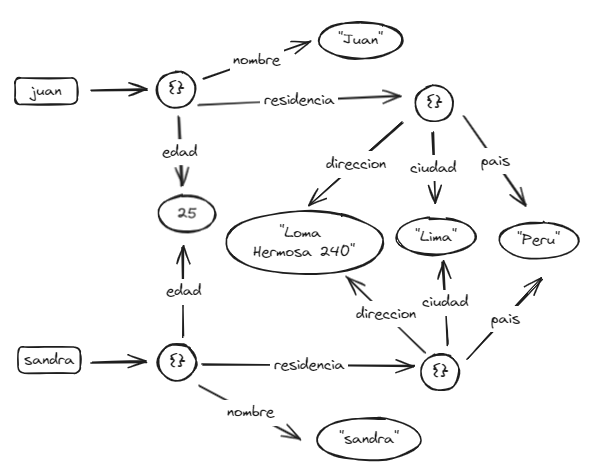 "Juan"
nombre
juan
{}
residencia
{}
edad
direccion
ciudad
pais
25
"Loma
Hermosa 240"
"Lima"
"Peru"
edad
direccion
ciudad
pais
sandra
{}
residencia
{}
nombre
"sandra"